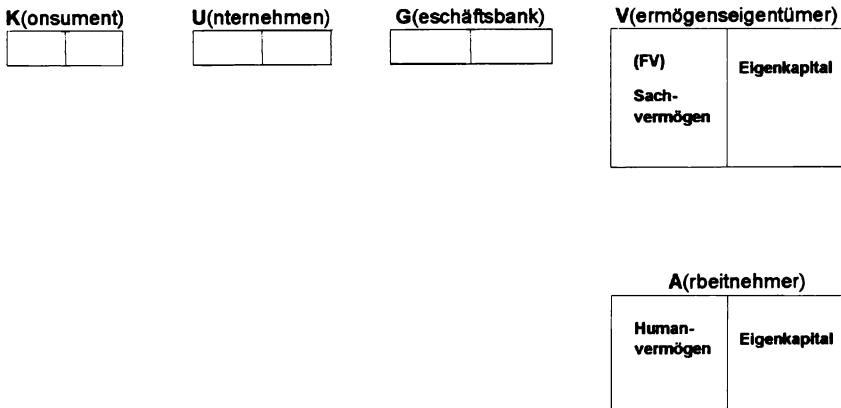 K(onsument) U(nternehmen) G(eschäftsbank) V(ermögenseigentümer)
(FV) Eigenkapital
Sach-
vermögen
A(rbeitnehmer)
Human- Eigenkapital
vermögen